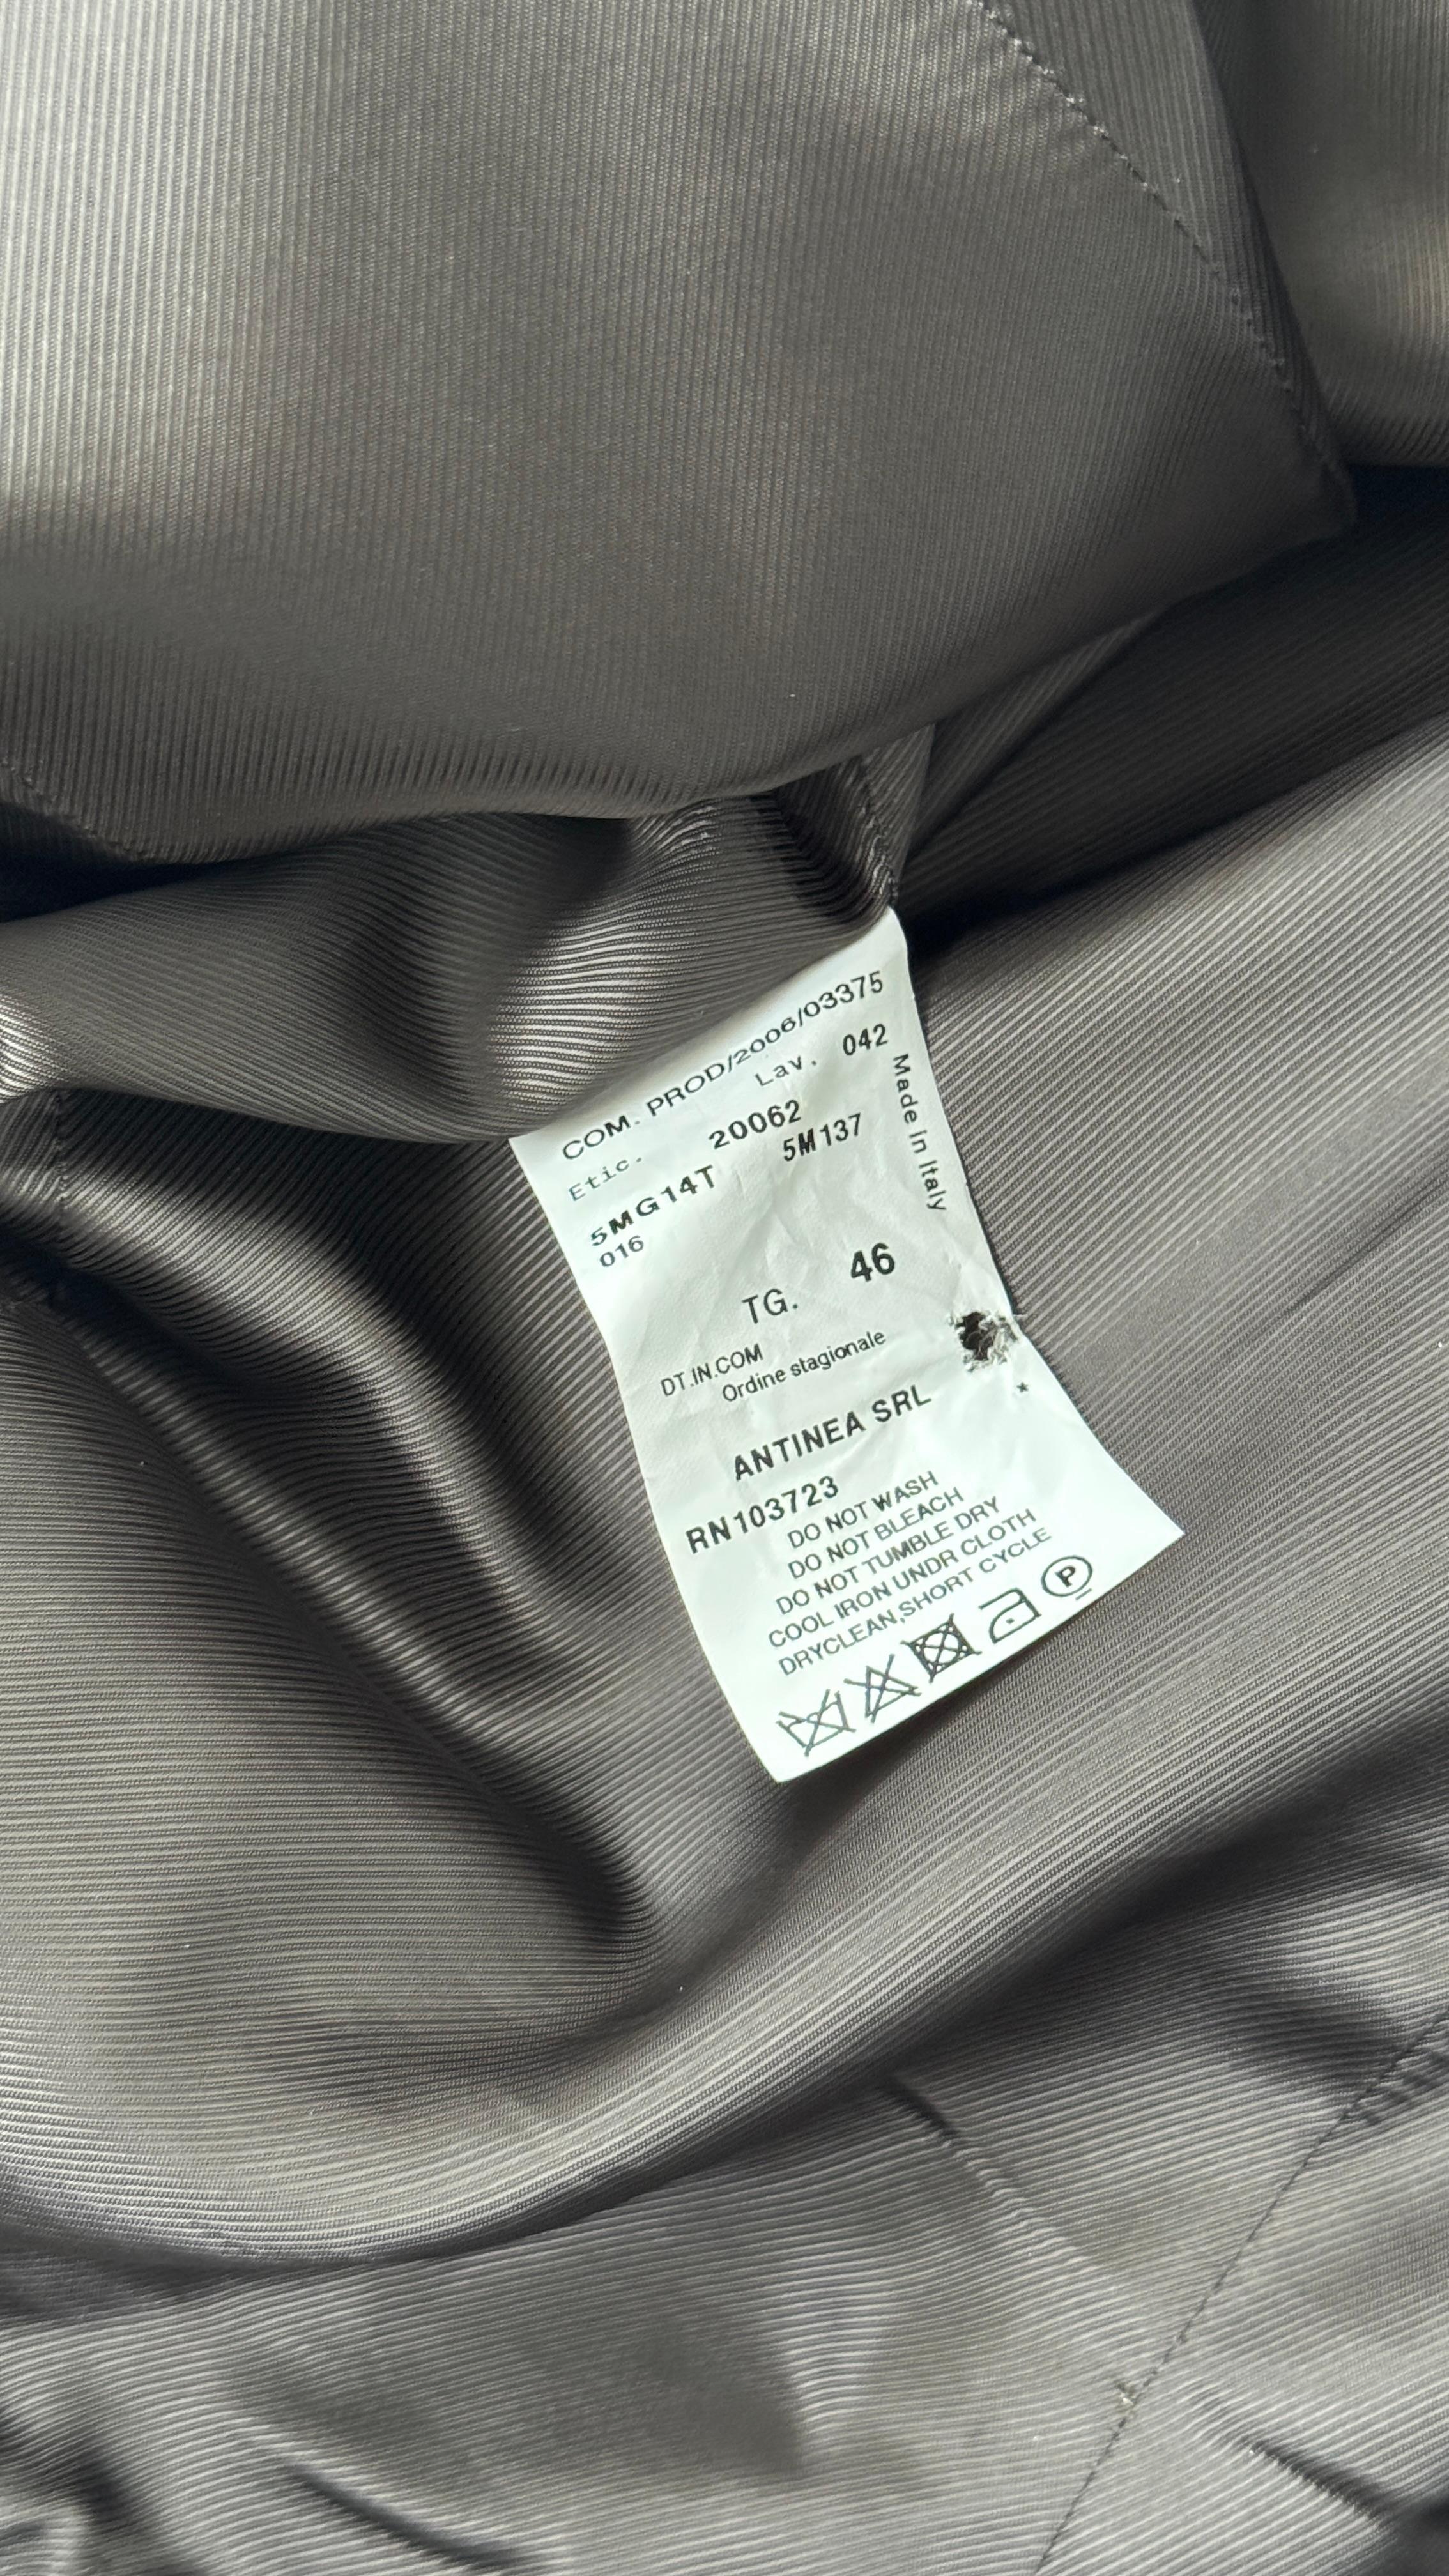 COM. PROD/2006/03375
Lav. 042
Etic. 20062
5MG14T 5M137
016
Made in Italy
TG. 46
DT.IN.COM
Ordine stagionale
*
ANTINEA SRL
RN103723
DO NOT WASH
DO NOT BLEACH
DO NOT TUMBLE DRY
COOL IRON UNDR CLOTH
DRYCLEAN,SHORT CYCLE
P